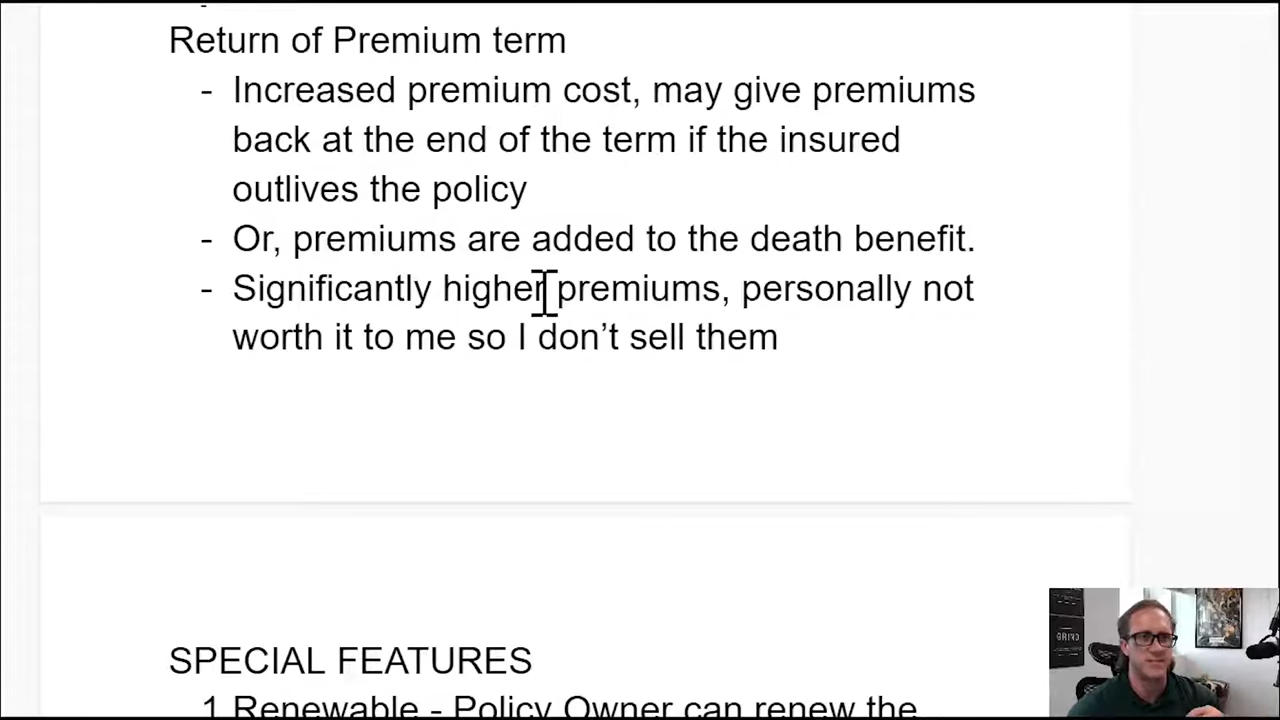 Return of Premium term
- Increased premium cost, may give premiums
back at the end of the term if the insured
outlives the policy
- Or, premiums are added to the death benefit.
- Significantly higher premiums, personally not
worth it to me so I don’t sell them
SPECIAL FEATURES
1 Renewable - Policy Owner can renew the
GRIND